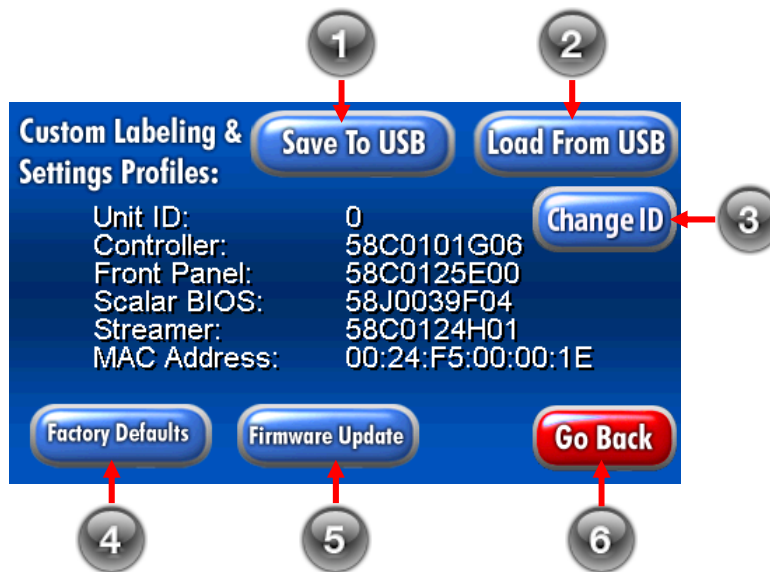 1 2
Custom Labeling & Save To USB Load From USB
Settings Profiles:
Unit ID: 0 Change ID 3
Controller: 58C0101G06
Front Panel: 58C0125E00
Scalar BIOS: 58J0039F04
Streamer: 58C0124H01
MAC Address: 00:24:F5:00:00:1E
Factory Defaults Firmware Update Go Back
4 5 6